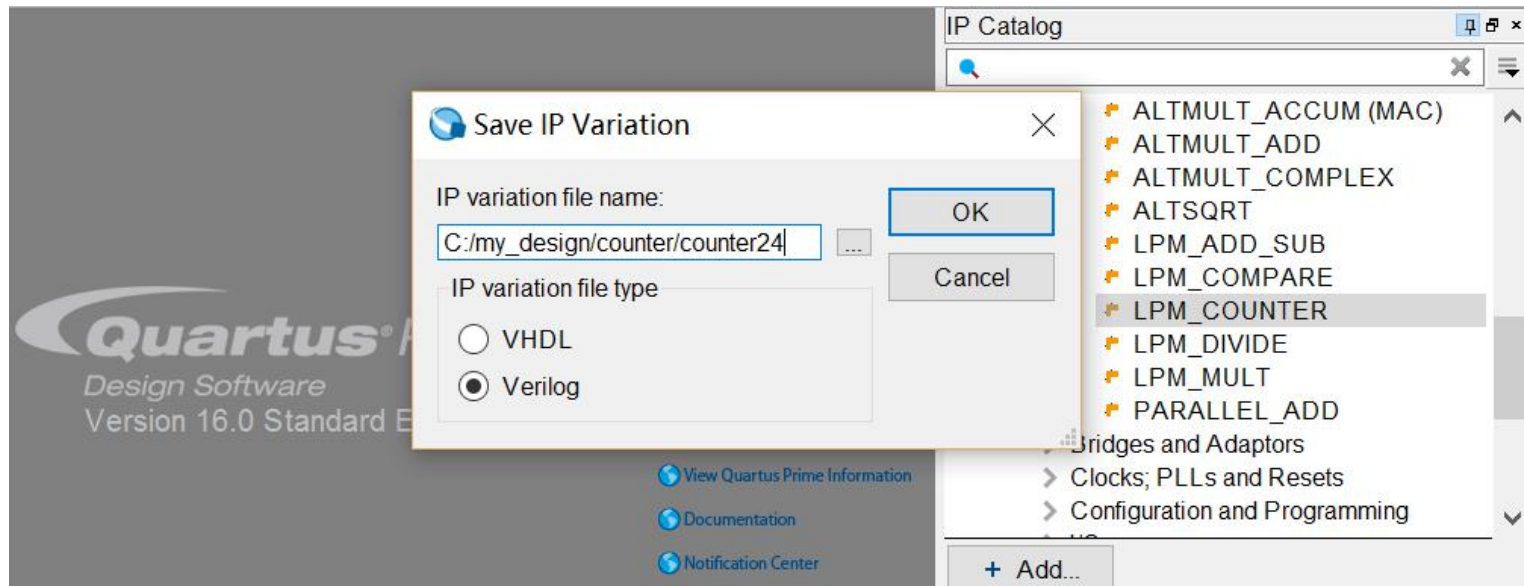 IP Catalog
Save IP Variation
IP variation file name:
C:/my_design/counter/counter24
...
OK
Cancel
IP variation file type
VHDL
Verilog
Quartus®
Design Software
Version 16.0 Standard E
View Quartus Prime Information
Documentation
Notification Center
ALTMULT_ACCUM (MAC)
ALTMULT_ADD
ALTMULT_COMPLEX
ALTSQRT
LPM_ADD_SUB
LPM_COMPARE
LPM_COUNTER
LPM_DIVIDE
LPM_MULT
PARALLEL_ADD
Bridges and Adaptors
Clocks; PLLs and Resets
Configuration and Programming
+ Add...